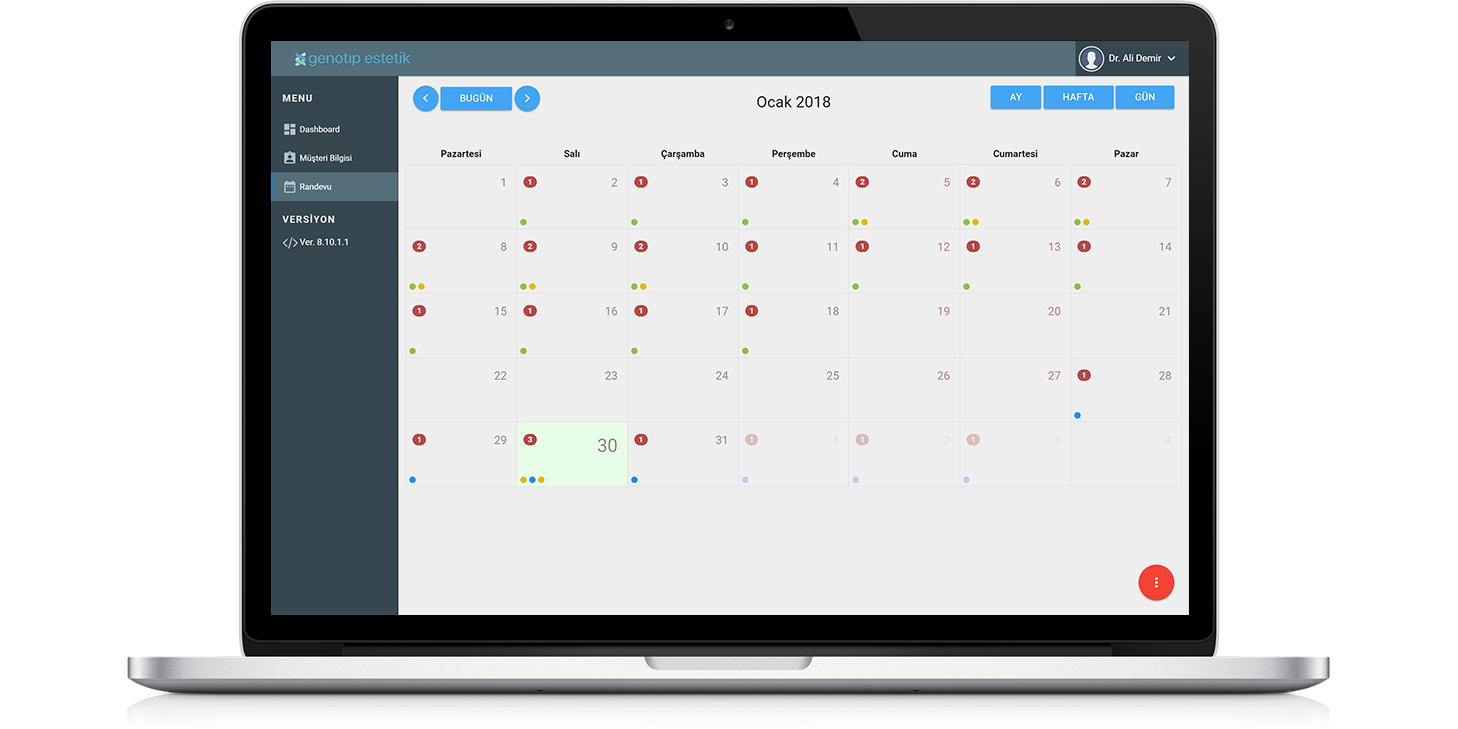 genotıp estetik
Dr. Ali Demir
MENU
Dashboard
Müşteri Bilgisi
Randevu
VERSİYON
</> Ver. 8.10.1.1
BUGÜN
Ocak 2018
AY HAFTA GÜN
Pazartesi Salı Çarşamba Perşembe Cuma Cumartesi Pazar
1 1 2 1 3 1 4 2 5 2 6 2 7
2 8 2 9 2 10 1 11 1 12 1 13 1 14
1 15 1 16 1 17 1 18 19 20 21
22 23 24 25 26 27 1 28
1 29 3 30 1 31 1 1 1 2 1 3 4